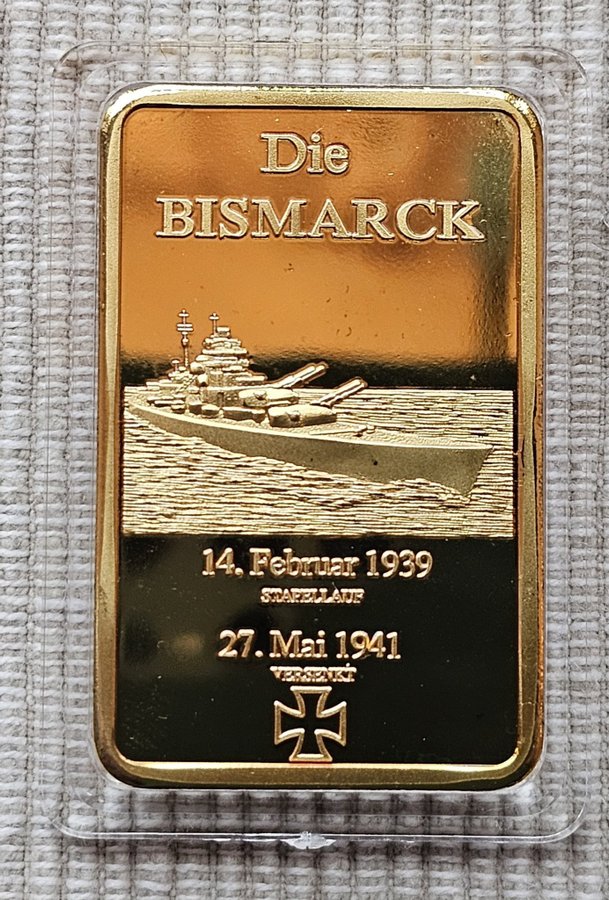 Die
BISMARCK
14. Februar 1939
STAPELLAUF
27. Mai 1941
VERSENKT